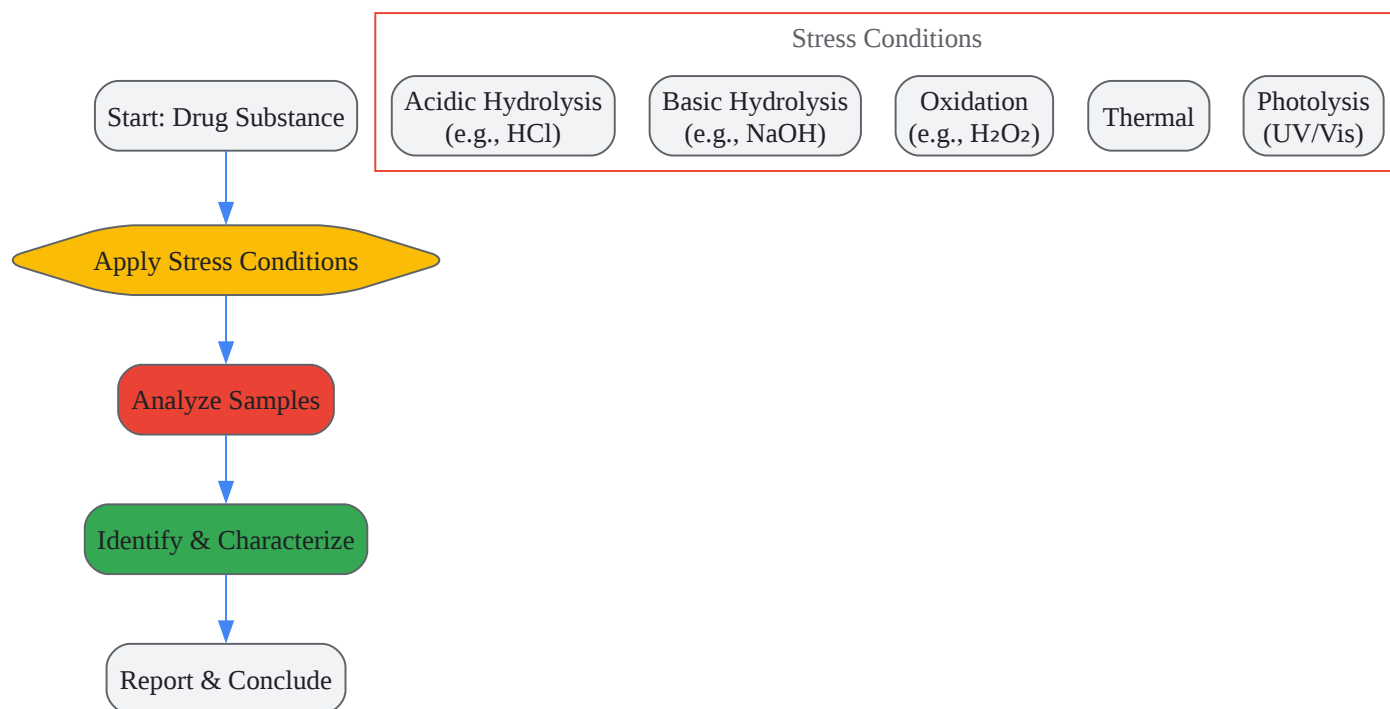 Stress Conditions
Start: Drug Substance
Acidic Hydrolysis
(e.g., HCl)
Basic Hydrolysis
(e.g., NaOH)
Oxidation
(e.g., H₂O₂)
Thermal
Photolysis
(UV/Vis)
Apply Stress Conditions
Analyze Samples
Identify & Characterize
Report & Conclude